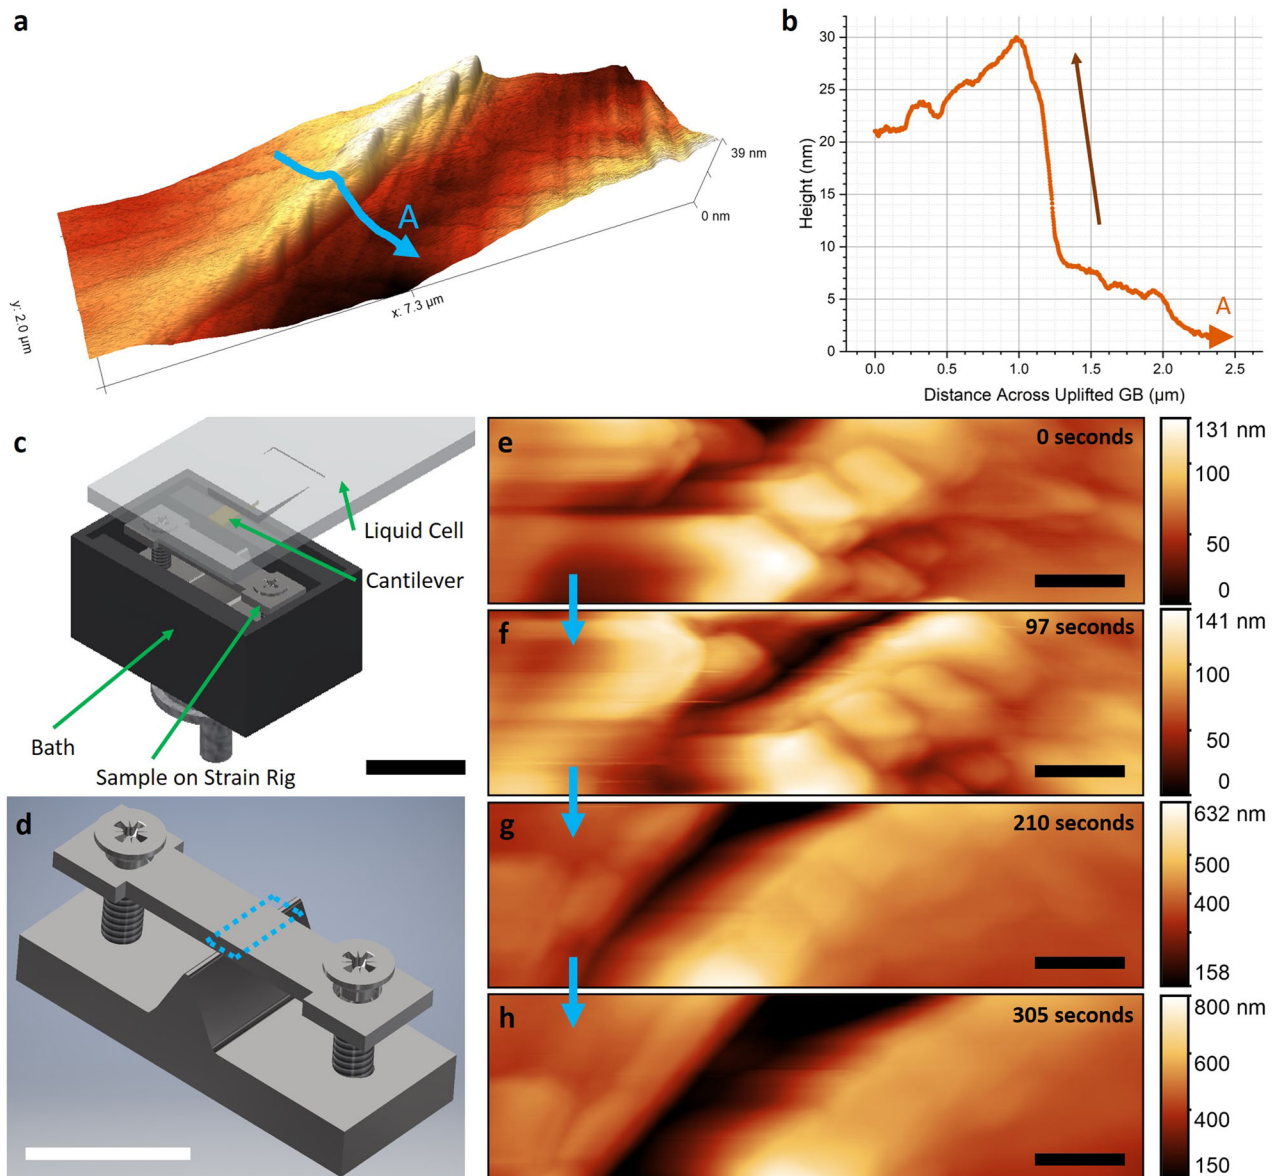 a
A
39 nm
0 nm
x: 7.3 µm
y: 2.0 µm
b
30
25
20
15
10
5
0
Height (nm)
0.0 0.5 1.0 1.5 2.0 2.5
Distance Across Uplifted GB (µm)
A
c
Liquid Cell
Cantilever
Bath
Sample on Strain Rig
d
e
0 seconds
131 nm
100
50
0
f
97 seconds
141 nm
100
50
0
g
210 seconds
632 nm
500
400
158
h
305 seconds
800 nm
600
400
150